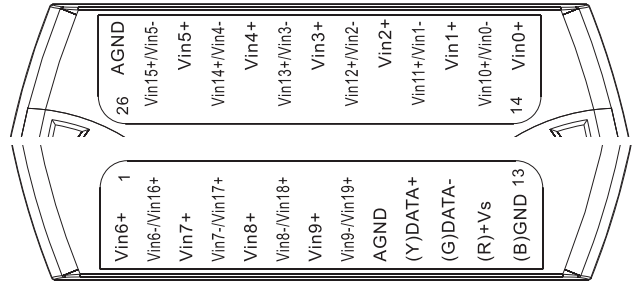 AGND
Vin15+/Vin5-
Vin5+
Vin14+/Vin4-
Vin4+
Vin13+/Vin3-
Vin3+
Vin12+/Vin2-
Vin2+
Vin11+/Vin1-
Vin1+
Vin10+/Vin0-
Vin0+
26
14
1
13
Vin6+
Vin6-/Vin16+
Vin7+
Vin7-/Vin17+
Vin8+
Vin8-/Vin18+
Vin9+
Vin9-/Vin19+
AGND
(Y)DATA+
(G)DATA-
(R)+Vs
(B)GND